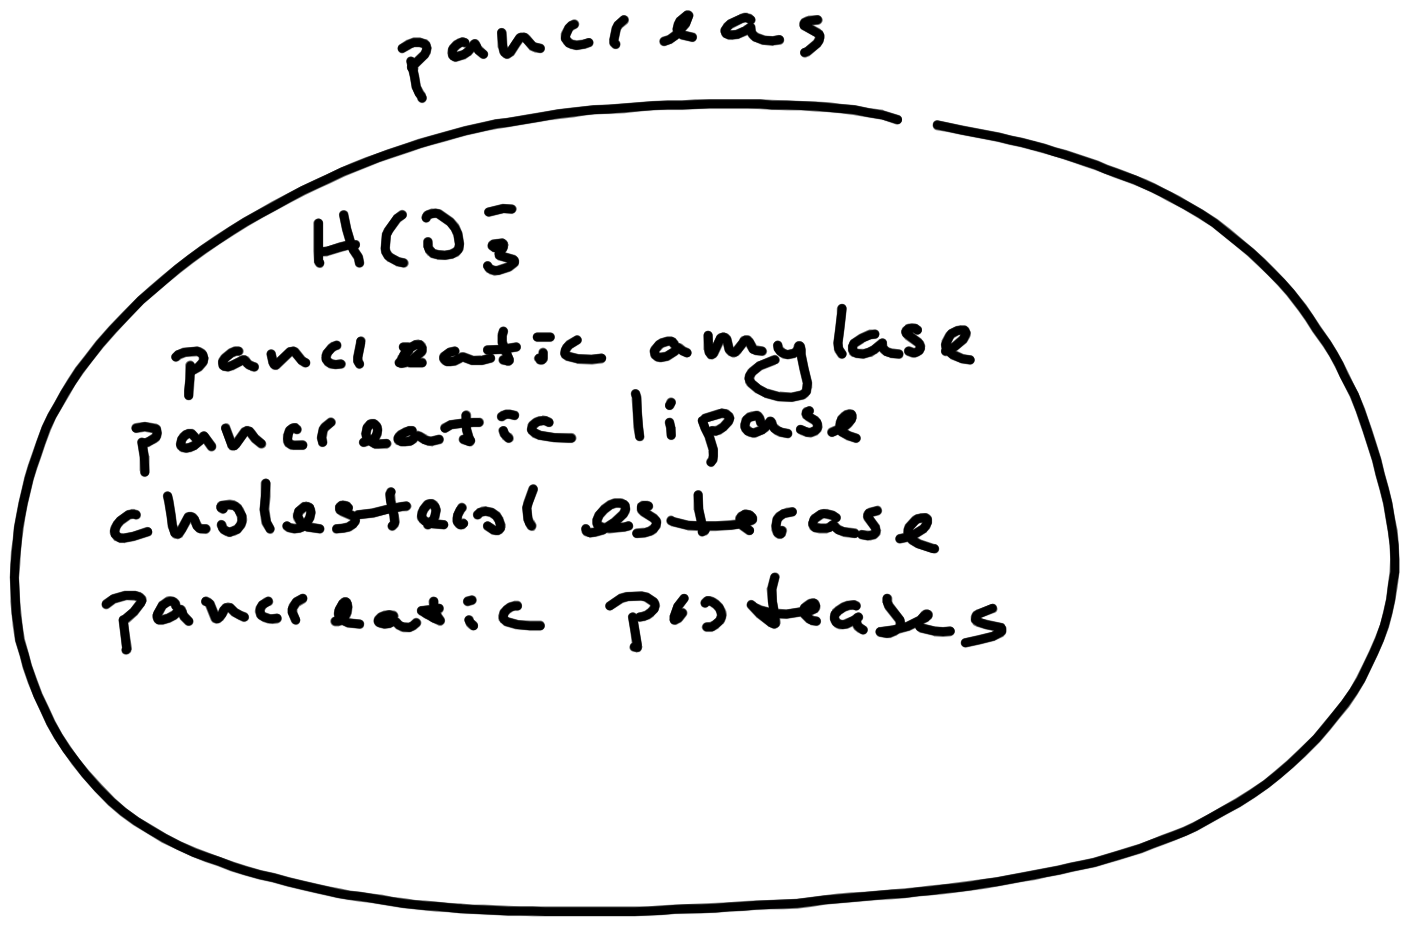 pancreas
HCO₃⁻
pancreatic amylase
pancreatic lipase
cholesterol esterase
pancreatic proteases